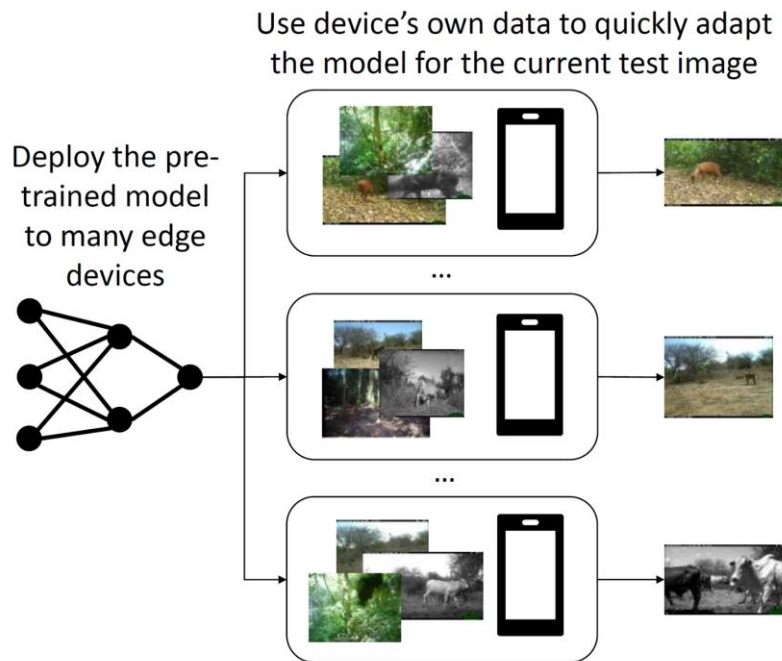 Use device's own data to quickly adapt
the model for the current test image
Deploy the pre-
trained model
to many edge
devices
...
...